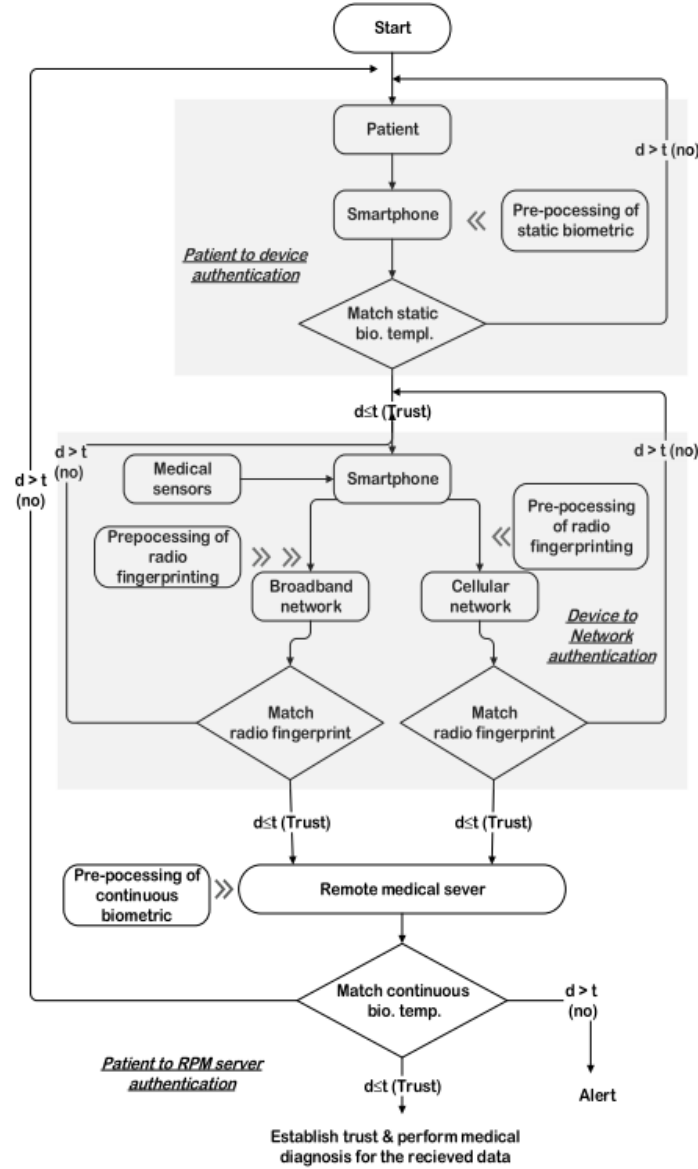 Start
Patient
d > t (no)
Smartphone
Pre-pocessing of
static biometric
Patient to device
authentication
Match static
bio. templ.
d≤t (Trust)
d > t
(no)
d > t
(no)
Medical
sensors
Smartphone
d > t (no)
Prepocessing of
radio
fingerprinting
Pre-pocessing
of radio
fingerprinting
Broadband
network
Cellular
network
Device to
Network
authentication
Match
radio fingerprint
Match
radio fingerprint
d≤t (Trust)
d≤t (Trust)
Pre-pocessing of
continuous
biometric
Remote medical sever
Match continuous
bio. temp.
d > t
(no)
Patient to RPM server
authentication
d≤t (Trust)
Alert
Establish trust & perform medical
diagnosis for the recieved data